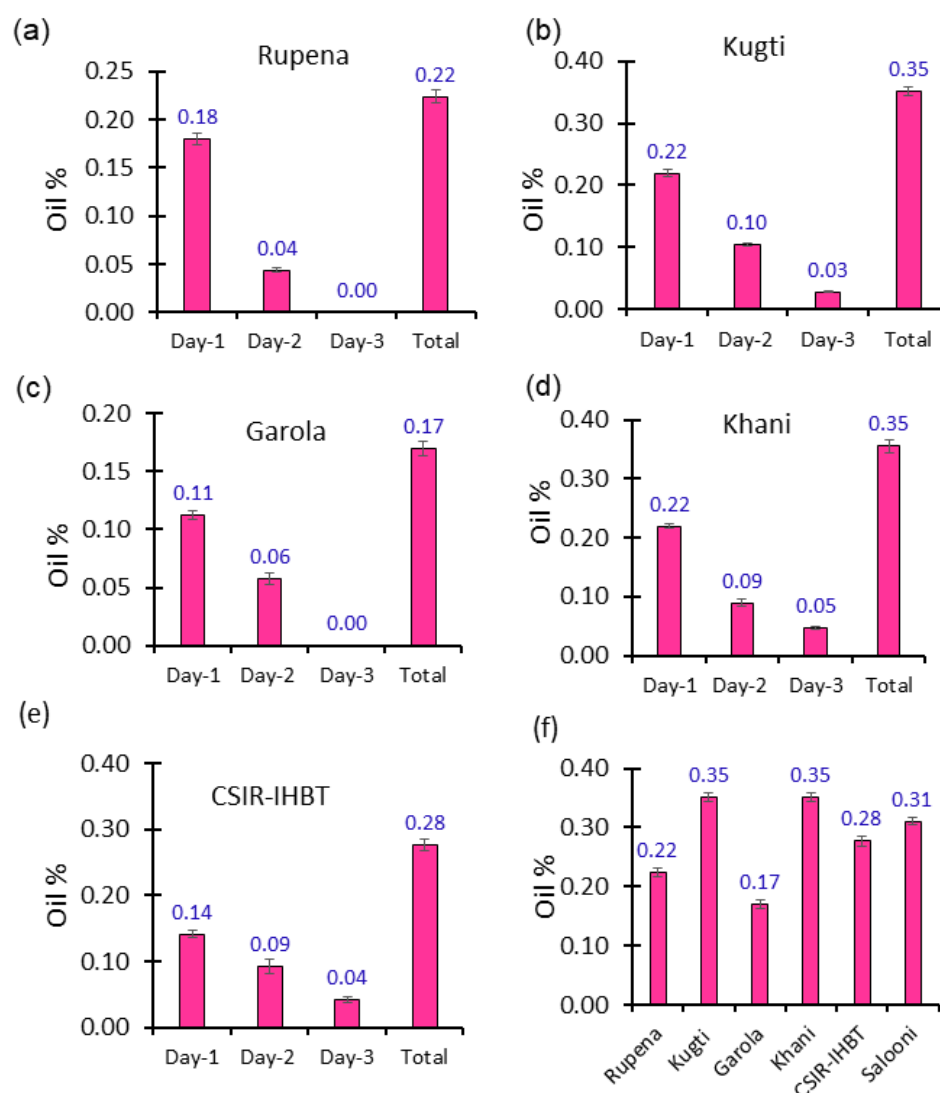 (a)
Rupena
Oil %
0.25
0.20
0.15
0.10
0.05
0.00
0.18
0.04
0.00
0.22
Day-1 Day-2 Day-3 Total
(b)
Kugti
Oil %
0.40
0.30
0.20
0.10
0.00
0.22
0.10
0.03
0.35
Day-1 Day-2 Day-3 Total
(c)
Garola
Oil %
0.20
0.15
0.10
0.05
0.00
0.11
0.06
0.00
0.17
Day-1 Day-2 Day-3 Total
(d)
Khani
Oil %
0.40
0.30
0.20
0.10
0.00
0.22
0.09
0.05
0.35
Day-1 Day-2 Day-3 Total
(e)
CSIR-IHBT
Oil %
0.40
0.30
0.20
0.10
0.00
0.14
0.09
0.04
0.28
Day-1 Day-2 Day-3 Total
(f)
Oil %
0.40
0.30
0.20
0.10
0.00
0.22
0.35
0.17
0.35
0.28
0.31
Rupena
Kugti
Garola
Khani
CSIR-IHBT
Salooni